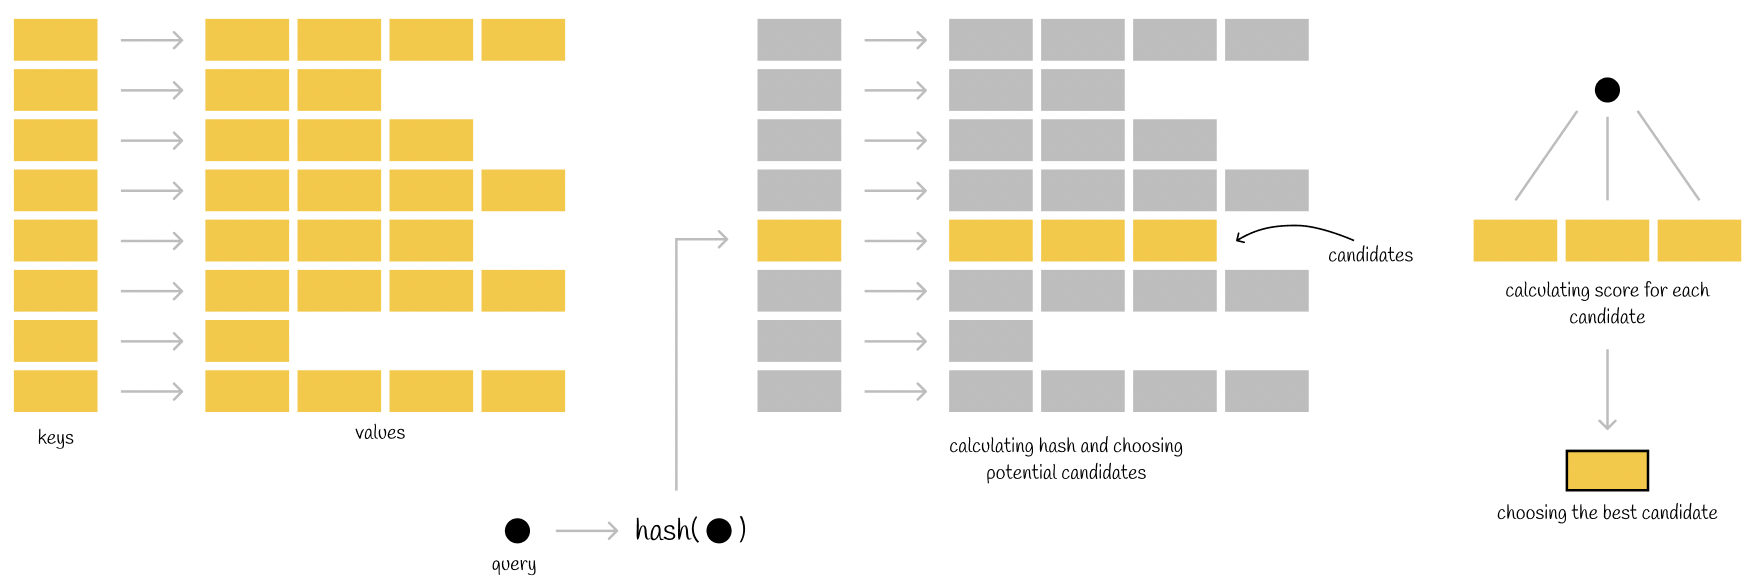 keys
values
query
hash( )
calculating hash and choosing
potential candidates
candidates
calculating score for each
candidate
choosing the best candidate